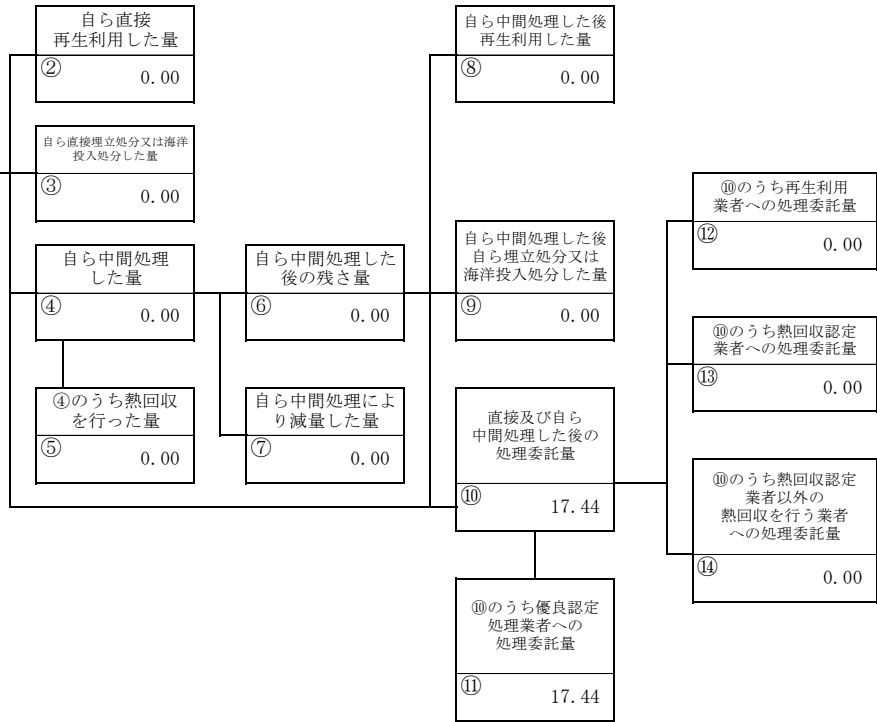 自ら直接
再生利用した量
② 0.00
自ら直接埋立処分又は海洋
投入処分した量
③ 0.00
自ら中間処理
した量
④ 0.00
④のうち熱回収
を行った量
⑤ 0.00
自ら中間処理した
後の残さ量
⑥ 0.00
自ら中間処理によ
り減量した量
⑦ 0.00
自ら中間処理した後
再生利用した量
⑧ 0.00
自ら中間処理した後
自ら埋立処分又は
海洋投入処分した量
⑨ 0.00
直接及び自ら
中間処理した後の
処理委託量
⑩ 17.44
⑩のうち優良認定
処理業者への
処理委託量
⑪ 17.44
⑩のうち再生利用
業者への処理委託量
⑫ 0.00
⑩のうち熱回収認定
業者への処理委託量
⑬ 0.00
⑩のうち熱回収認定
業者以外の
熱回収を行う業者
への処理委託量
⑭ 0.00